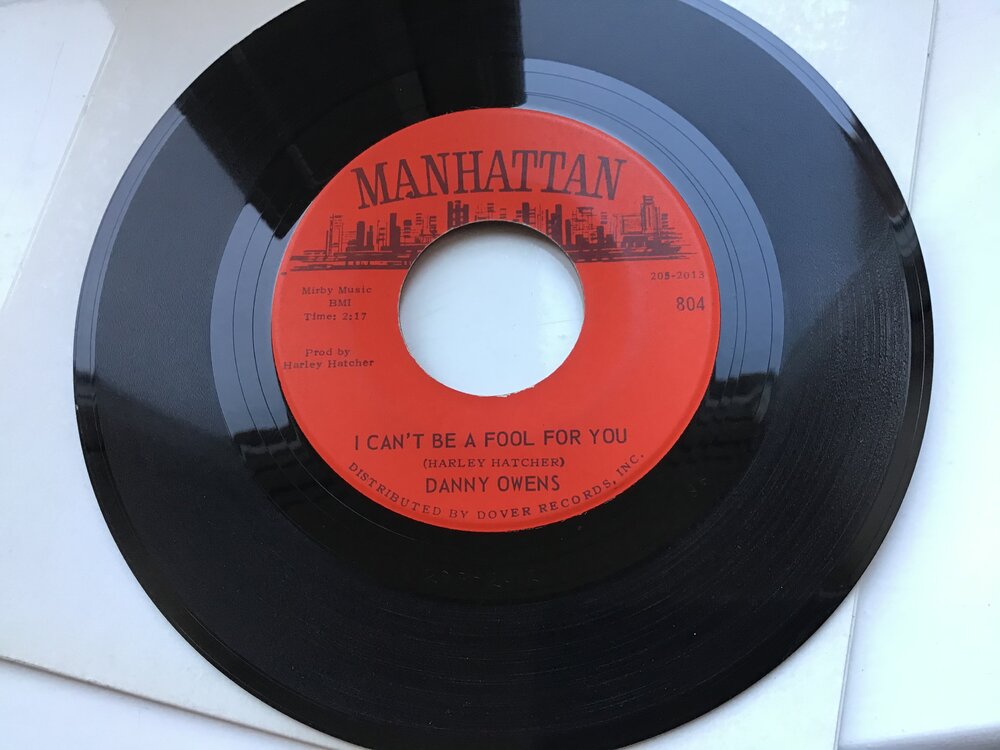 MANHATTAN
Mirby Music
BMI
Time: 2:17
Prod by
Harley Hatcher
205-2013
804
I CAN'T BE A FOOL FOR YOU
(HARLEY HATCHER)
DANNY OWENS
DISTRIBUTED BY DOVER RECORDS, INC.